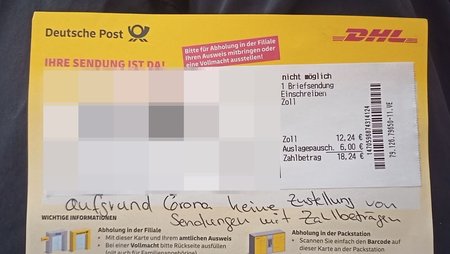 Deutsche Post
DHL
Bitte für Abholung in der Filiale
Ihren Ausweis mitbringen oder
eine Vollmacht ausstellen!
IHRE SENDUNG IST DA!
nicht möglich
1 Briefsendung
Einschreiben
Zoll
Zoll 12,24 €
Auslagepausch. 6,00 €
Zahlbetrag 18,24 €
aufgrund Corona keine Zustellung von
Sendungen mit Zahlbeträgen
WICHTIGE INFORMATIONEN
Abholung in der Filiale
• Mit dieser Karte und Ihrem amtlichen Ausweis
• Bei einer Vollmacht bitte Rückseite ausfüllen
Abholung in der Packstation
• Scannen Sie einfach den Barcode auf
dieser Karte an der Packstation